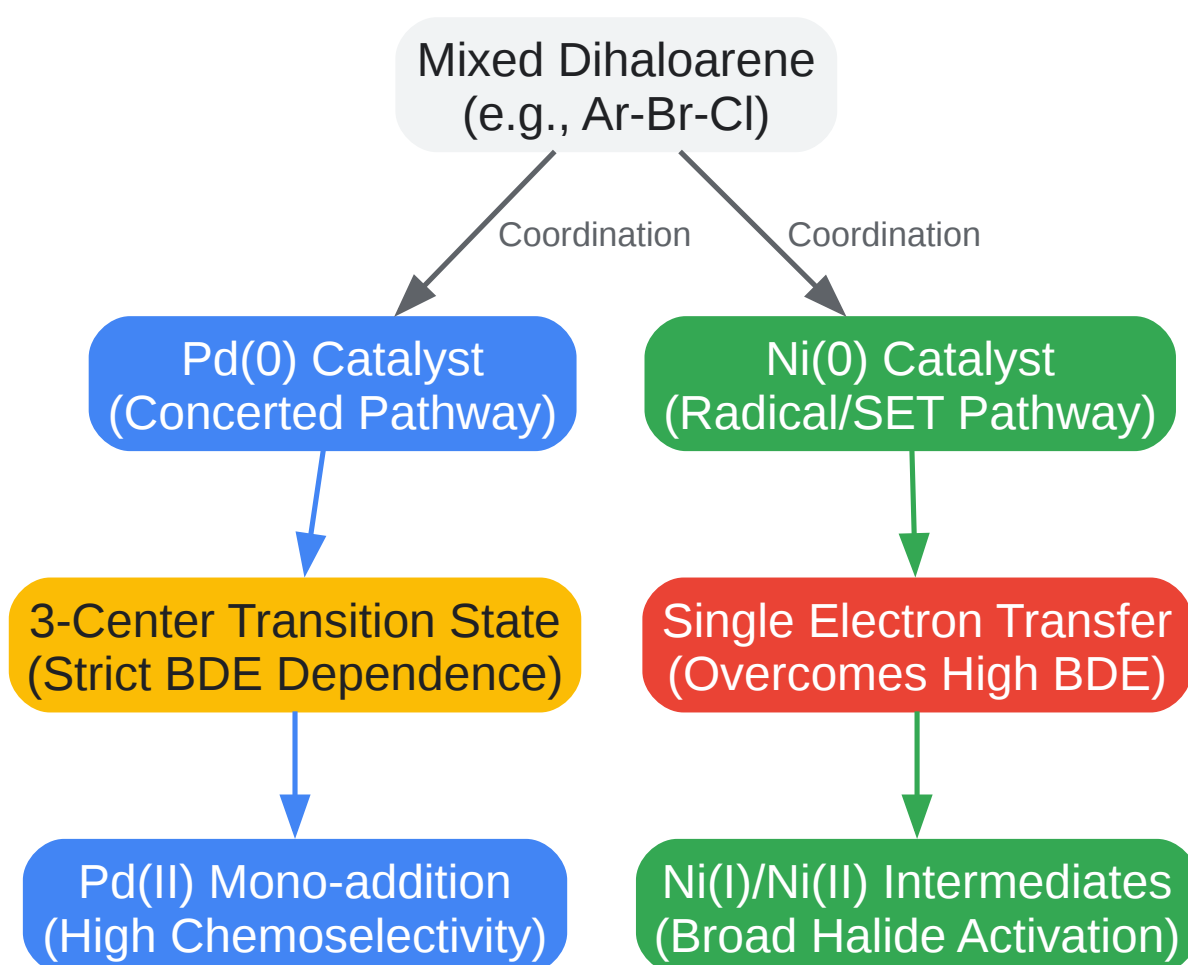 Mixed Dihaloarene
(e.g., Ar-Br-Cl)
Coordination
Coordination
Pd(0) Catalyst
(Concerted Pathway)
Ni(0) Catalyst
(Radical/SET Pathway)
3-Center Transition State
(Strict BDE Dependence)
Single Electron Transfer
(Overcomes High BDE)
Pd(II) Mono-addition
(High Chemoselectivity)
Ni(I)/Ni(II) Intermediates
(Broad Halide Activation)